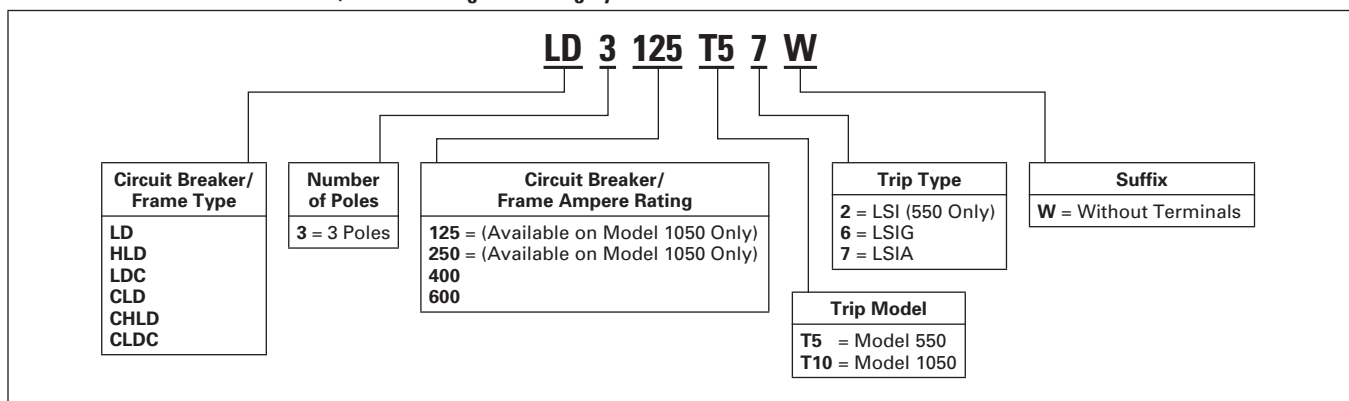 LD 3 125 T5 7 W
Circuit Breaker/
Frame Type
LD
HLD
LDC
CLD
CHLD
CLDC
Number
of Poles
3 = 3 Poles
Circuit Breaker/
Frame Ampere Rating
125 = (Available on Model 1050 Only)
250 = (Available on Model 1050 Only)
400
600
Trip Model
T5 = Model 550
T10 = Model 1050
Trip Type
2 = LSI (550 Only)
6 = LSIG
7 = LSIA
Suffix
W = Without Terminals